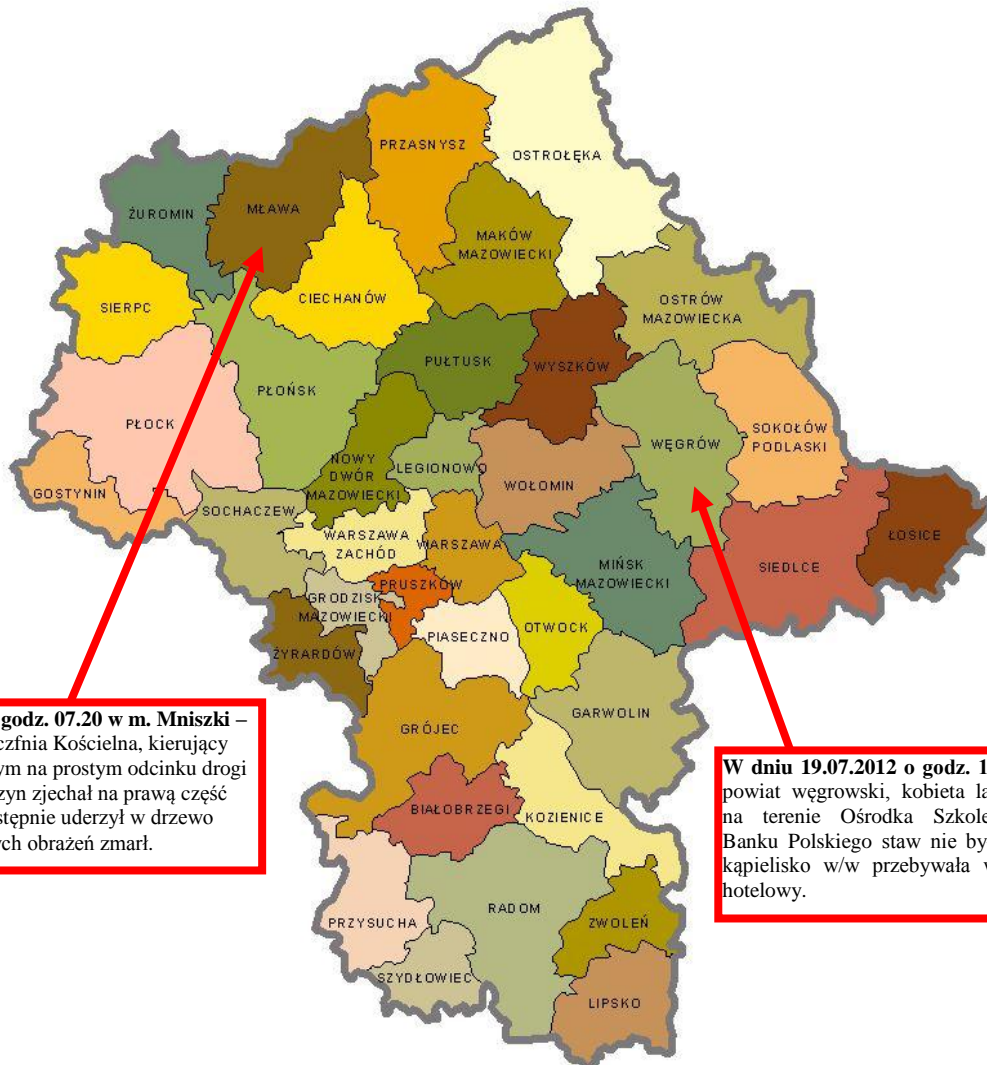 PRZASNYSZ
OSTROŁĘKA
ŻUROMIN
MŁAWA
MAKÓW
MAZOWIECKI
SIERPC
CIECHANÓW
OSTRÓW
MAZOWIECKA
PUŁTUSK
WYSZKÓW
PŁOŃSK
PŁOCK
SOKOŁÓW
PODLASKI
WĘGRÓW
NOWY
DWÓR
MAZOWIECKI
LEGIONOWO
GOSTYNIN
WOŁOMIN
SOCHACZEW
WARSZAWA
ZACHÓD
WARSZAWA
ŁOSICE
MIŃSK
MAZOWIECKI
SIEDLCE
PRUSZKÓW
GRODZISK
MAZOWIECKI
OTWOCK
PIASECZNO
ŻYRARDÓW
GARWOLIN
GRÓJEC
godz. 07.20 w m. Mniszki –
czfnia Kościelna, kierujący
ym na prostym odcinku drogi
zyn zjechał na prawą część
stępnie uderzył w drzewo
ych obrażeń zmarł.
W dniu 19.07.2012 o godz. 1
powiat węgrowski, kobieta la
na terenie Ośrodka Szkole
Banku Polskiego staw nie by
kąpielisko w/w przebywała w
hotelowy.
BIAŁOBRZEGI
KOZIENICE
RADOM
PRZYSUCHA
ZWOLEŃ
SZYDŁOWIEC
LIPSKO